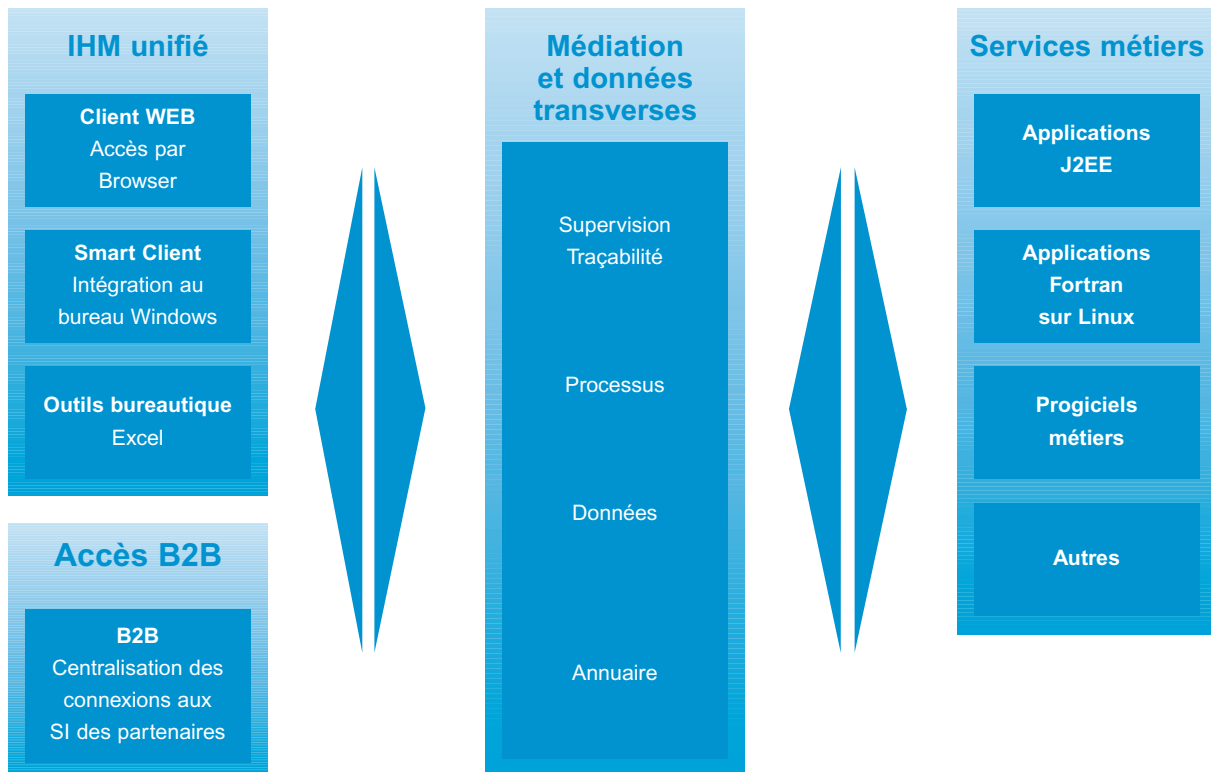 IHM unifié
Client WEB
Accès par
Browser
Smart Client
Intégration au
bureau Windows
Outils bureautique
Excel
Accès B2B
B2B
Centralisation des
connexions aux
SI des partenaires
Médiation
et données
transverses
Supervision
Traçabilité
Processus
Données
Annuaire
Services métiers
Applications
J2EE
Applications
Fortran
sur Linux
Progiciels
métiers
Autres